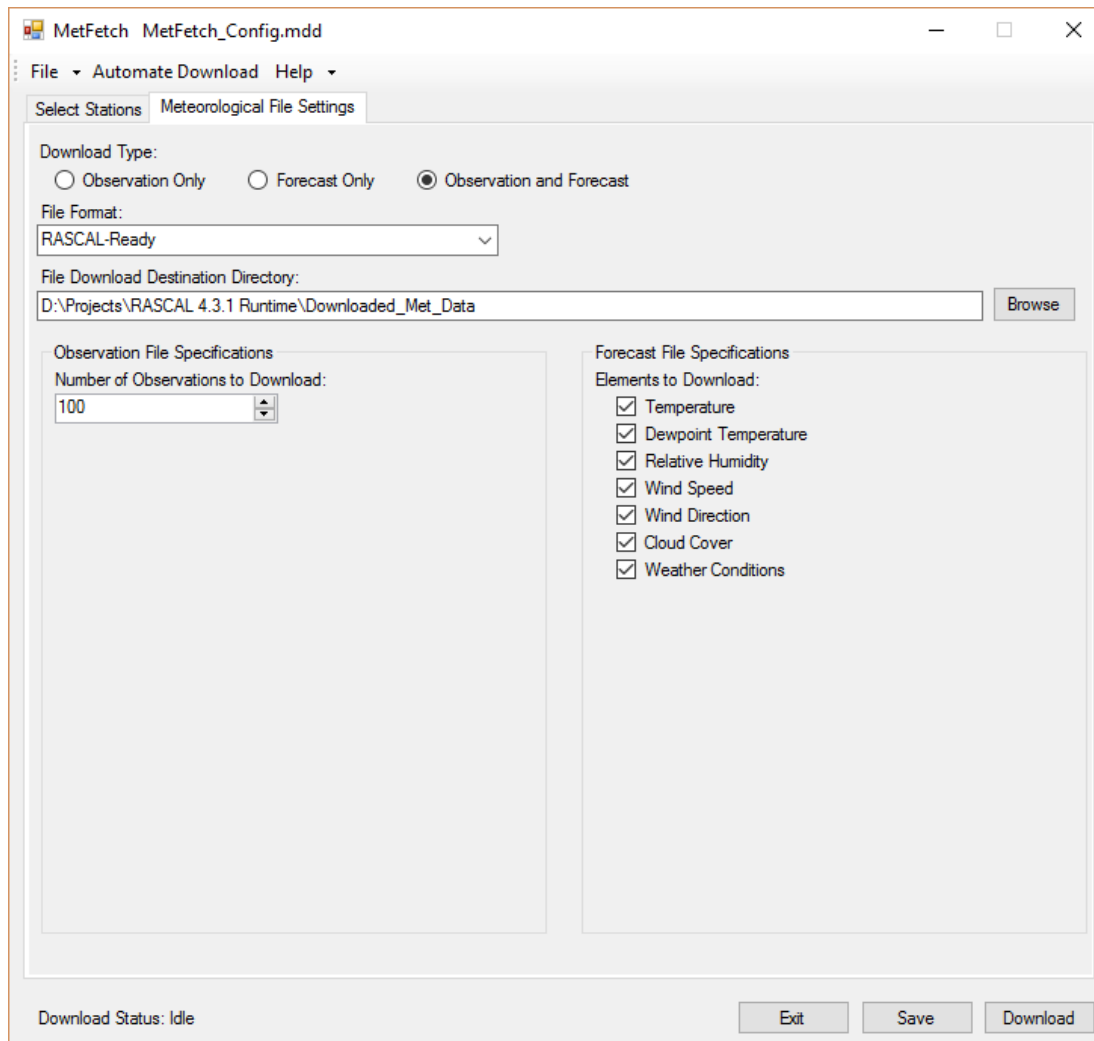 MetFetch MetFetch_Config.mdd
File Automate Download Help
Select Stations Meteorological File Settings
Download Type:
Observation Only Forecast Only Observation and Forecast
File Format:
RASCAL-Ready
File Download Destination Directory:
D:\Projects\RASCAL 4.3.1 Runtime\Downloaded_Met_Data Browse
Observation File Specifications
Number of Observations to Download:
100
Forecast File Specifications
Elements to Download:
Temperature
Dewpoint Temperature
Relative Humidity
Wind Speed
Wind Direction
Cloud Cover
Weather Conditions
Download Status: Idle Exit Save Download